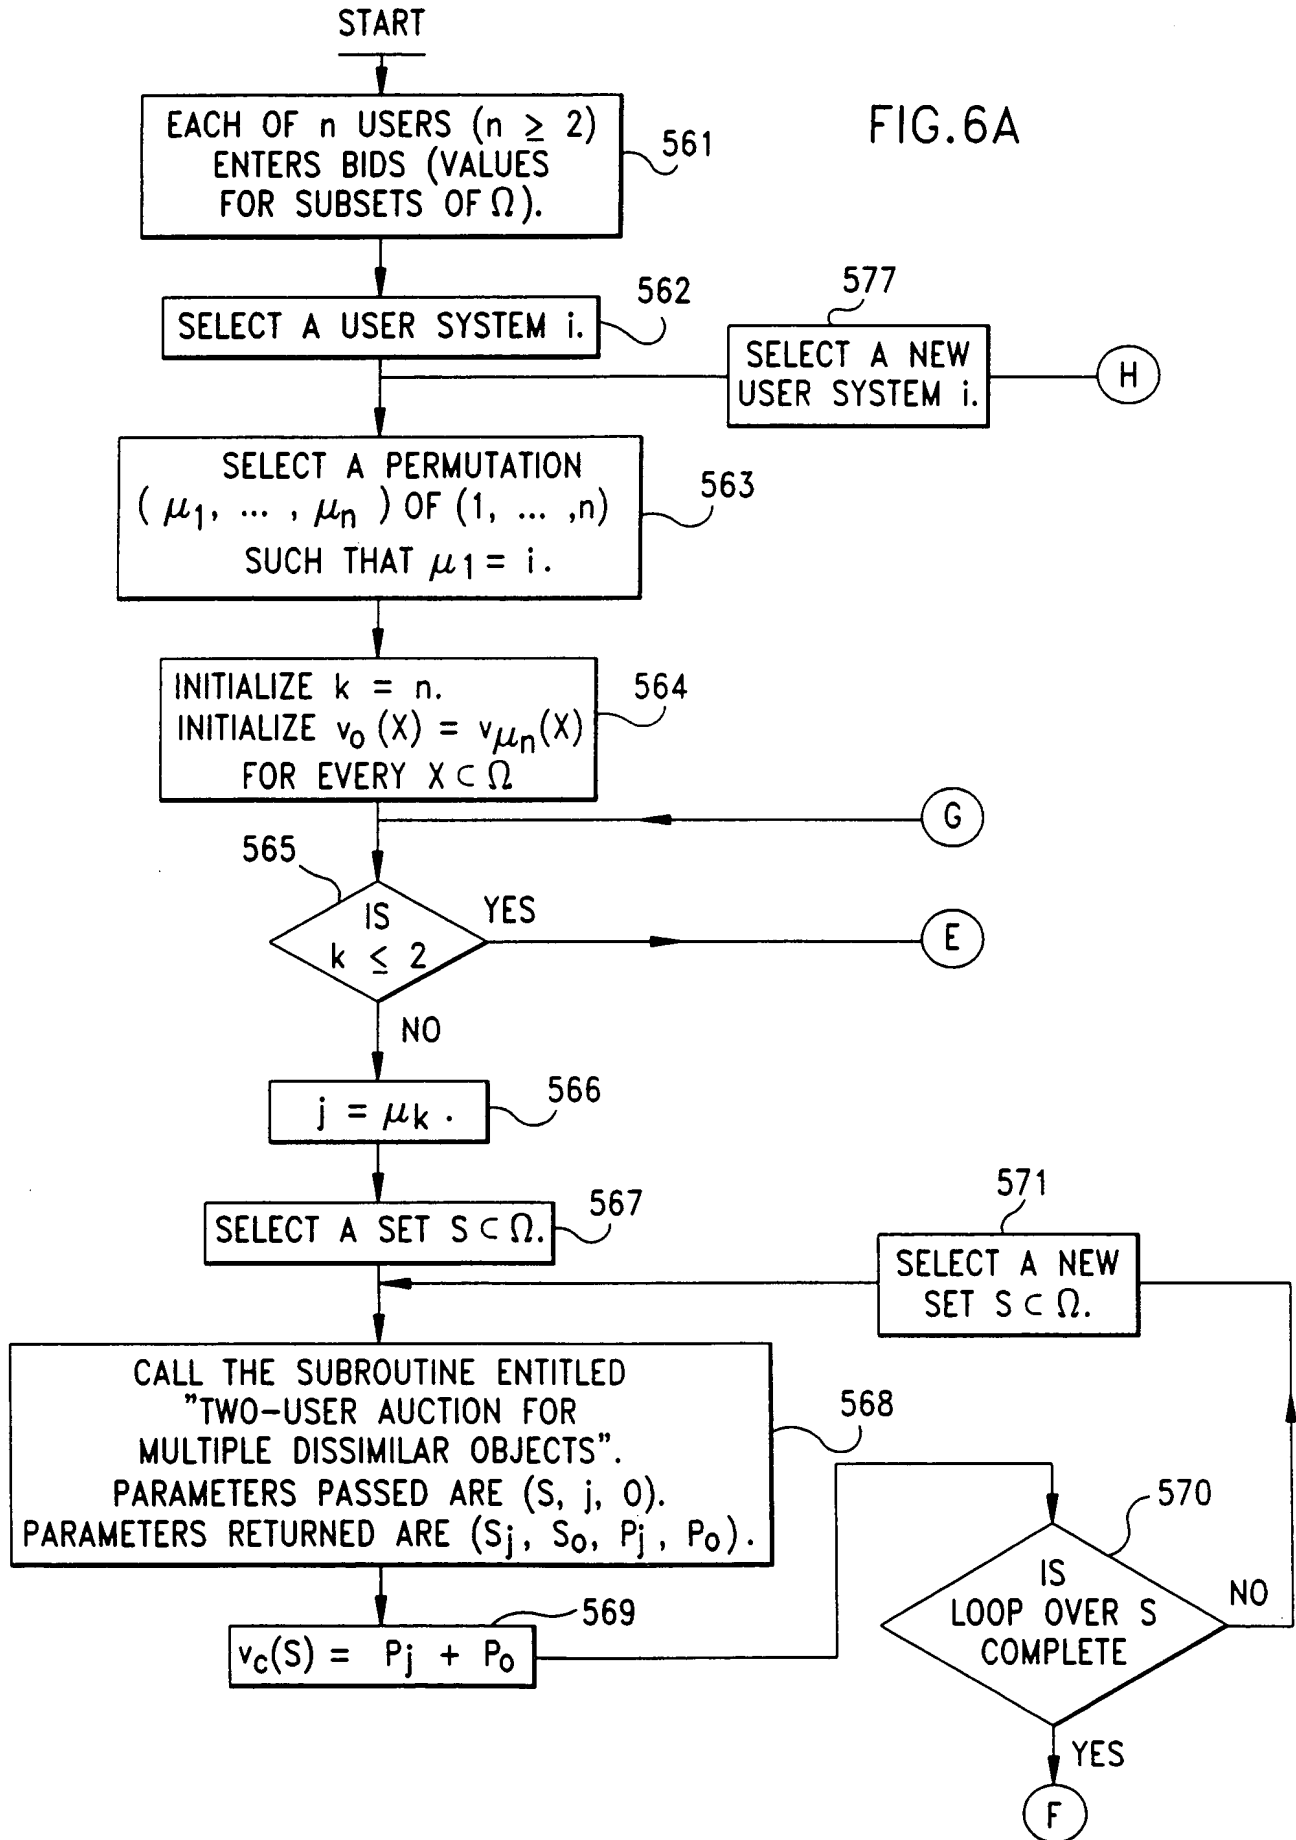 START
FIG.6A
EACH OF n USERS (n ≥ 2)
ENTERS BIDS (VALUES
FOR SUBSETS OF Ω).
561
SELECT A USER SYSTEM i.
562
577
SELECT A NEW
USER SYSTEM i.
H
SELECT A PERMUTATION
( μ1, ... , μn ) OF (1, ... ,n)
SUCH THAT μ1 = i.
563
INITIALIZE k = n.
INITIALIZE vo (X) = vμn(X)
FOR EVERY X ⊂ Ω
564
G
565
IS
k ≤ 2
YES
E
NO
j = μk .
566
SELECT A SET S ⊂ Ω.
567
571
SELECT A NEW
SET S ⊂ Ω.
CALL THE SUBROUTINE ENTITLED
"TWO-USER AUCTION FOR
MULTIPLE DISSIMILAR OBJECTS".
PARAMETERS PASSED ARE (S, j, 0).
PARAMETERS RETURNED ARE (Sj, So, Pj, Po).
568
vc(S) = Pj + Po
569
570
IS
LOOP OVER S
COMPLETE
NO
YES
F